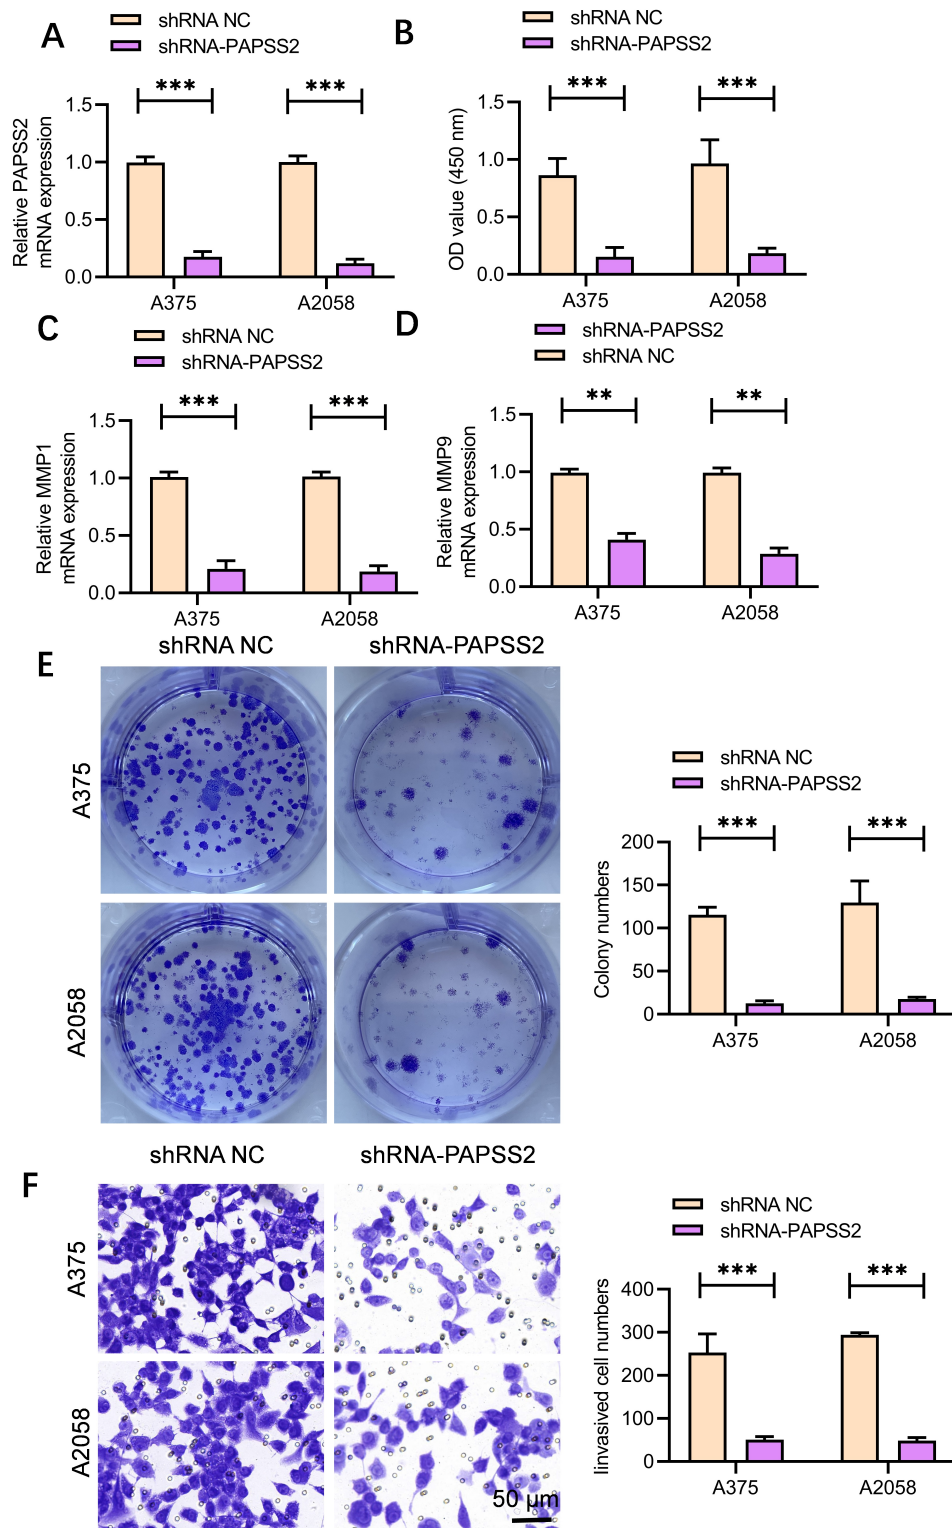 A
shRNA NC
shRNA-PAPSS2
Relative PAPSS2
mRNA expression
1.5
1.0
0.5
0.0
***
***
A375
A2058
B
shRNA NC
shRNA-PAPSS2
OD value (450 nm)
1.5
1.0
0.5
0.0
***
***
A375
A2058
C
shRNA NC
shRNA-PAPSS2
Relative MMP1
mRNA expression
1.5
1.0
0.5
0.0
***
***
A375
A2058
D
shRNA-PAPSS2
shRNA NC
Relative MMP9
mRNA expression
1.5
1.0
0.5
0.0
**
**
A375
A2058
E
shRNA NC
shRNA-PAPSS2
A375
A2058
shRNA NC
shRNA-PAPSS2
Colony numbers
200
150
100
50
0
***
***
A375
A2058
F
shRNA NC
shRNA-PAPSS2
A375
A2058
50 μm
shRNA NC
shRNA-PAPSS2
Iinvasived cell numbers
400
300
200
100
0
***
***
A375
A2058